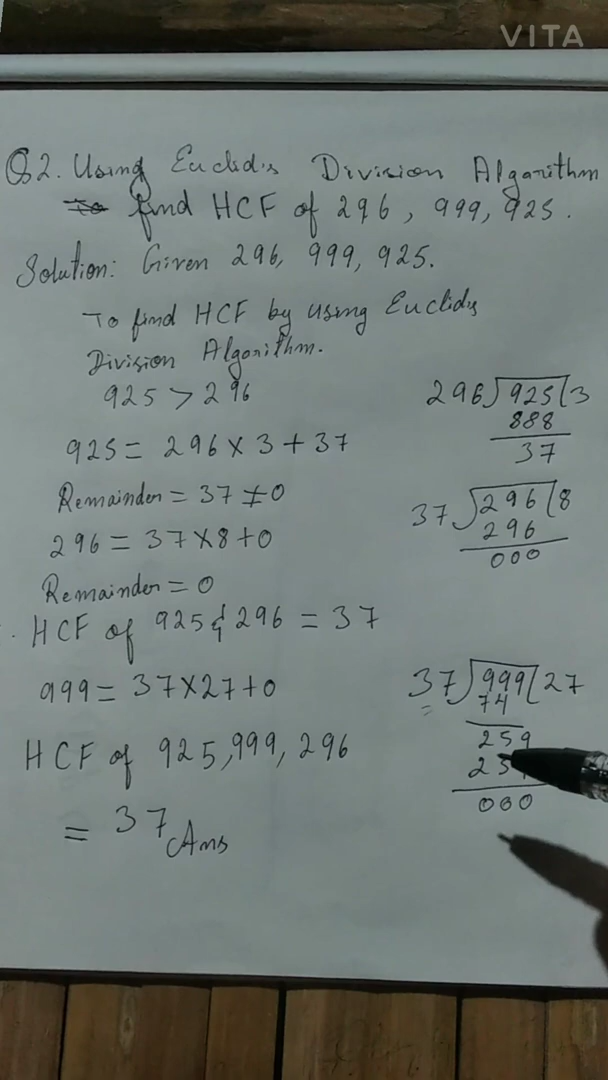 VITA
Q2. Using Euclid's Division Algorithm
To find HCF of 296, 999, 925.
Solution: Given 296, 999, 925.
To find HCF by using Euclid's
Division Algorithm.
925 > 296
925 = 296 × 3 + 37
Remainder = 37 ≠ 0
296 = 37 × 8 + 0
Remainder = 0
HCF of 925 & 296 = 37
999 = 37 × 27 + 0
HCF of 925, 999, 296
= 37 Ans
296 ) 925 ( 3
888
37
37 ) 296 ( 8
296
000
37 ) 999 ( 27
74
259
25
000